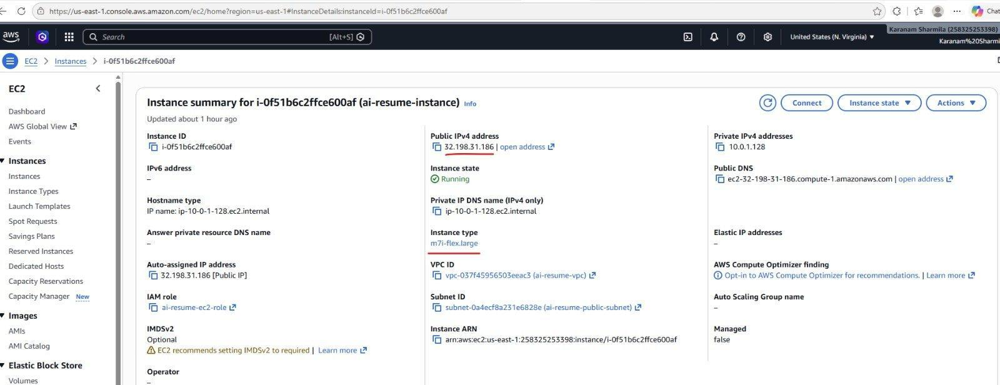 https://us-east-1.console.aws.amazon.com/ec2/home?region=us-east-1#InstanceDetails:instanceId=i-0f51b6c2ffce600af
Chat
aws
Search
[Alt+S]
United States (N. Virginia)
Karanam Sharmila (258325253398)
Karanam%20Sharmi
EC2 > Instances > i-0f51b6c2ffce600af
EC2
Dashboard
AWS Global View
Events
Instances
Instances
Instance Types
Launch Templates
Spot Requests
Savings Plans
Reserved Instances
Dedicated Hosts
Capacity Reservations
Capacity Manager New
Images
AMIs
AMI Catalog
Elastic Block Store
Volumes
Instance summary for i-0f51b6c2ffce600af (ai-resume-instance) Info
Updated about 1 hour ago
Connect
Instance state
Actions
Instance ID
i-0f51b6c2ffce600af
IPv6 address
–
Hostname type
IP name: ip-10-0-1-128.ec2.internal
Answer private resource DNS name
–
Auto-assigned IP address
32.198.31.186 [Public IP]
IAM role
ai-resume-ec2-role
IMDSv2
Optional
EC2 recommends setting IMDSv2 to required | Learn more
Operator
–
Public IPv4 address
32.198.31.186 | open address
Instance state
Running
Private IP DNS name (IPv4 only)
ip-10-0-1-128.ec2.internal
Instance type
m7i-flex.large
VPC ID
vpc-037f45956503eeac3 (ai-resume-vpc)
Subnet ID
subnet-0a4ecf8a231e6828e (ai-resume-public-subnet)
Instance ARN
arn:aws:ec2:us-east-1:258325253398:instance/i-0f51b6c2ffce600af
Private IPv4 addresses
10.0.1.128
Public DNS
ec2-32-198-31-186.compute-1.amazonaws.com | open address
Elastic IP addresses
–
AWS Compute Optimizer finding
Opt-in to AWS Compute Optimizer for recommendations. | Learn more
Auto Scaling Group name
–
Managed
false